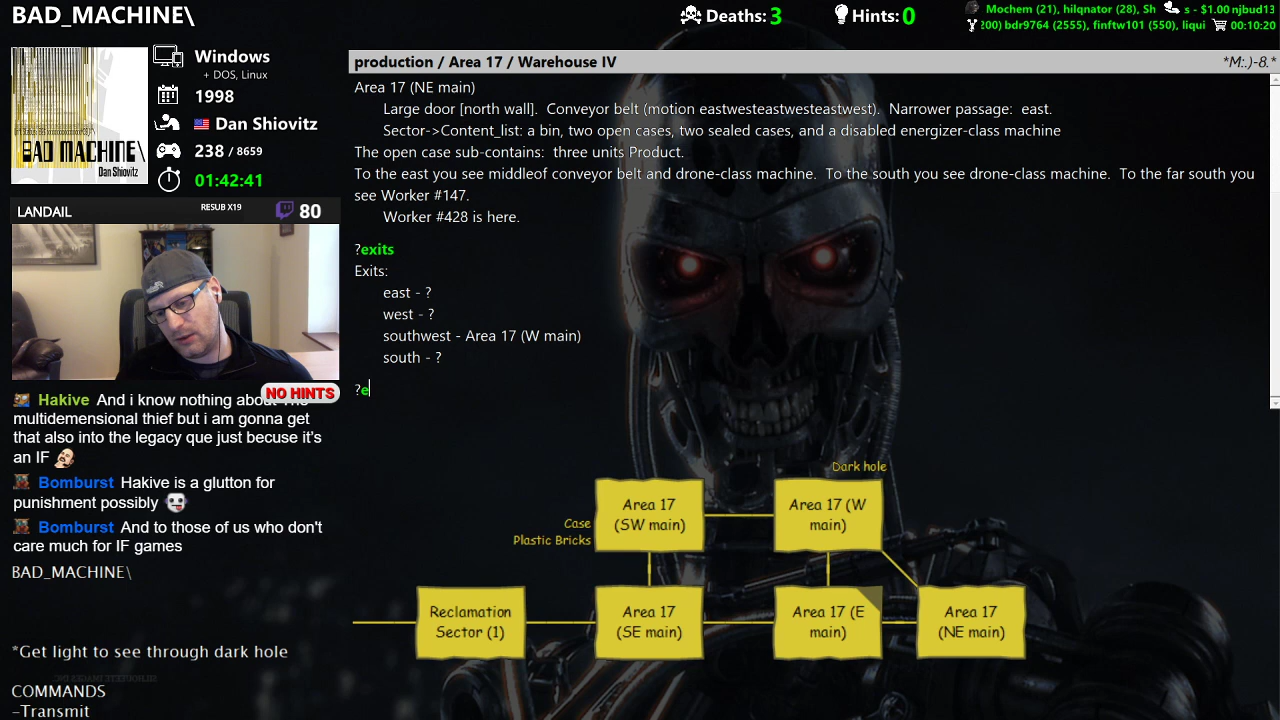 BAD_MACHINE\
Deaths: 3
Hints: 0
Mochem (21), hilqnator (28), Sh
s - $1.00 njbud13
200) bdr9764 (2555), finftw101 (550), liqui
00:10:20
BAD MACHINE\
Dan Shiovitz
Windows
+ DOS, Linux
1998
Dan Shiovitz
238 / 8659
01:42:41
LANDAIL
RESUB X19
80
NO HINTS
Hakive And i know nothing about The
multidemensional thief but i am gonna get
that also into the legacy que just becuse it's
an IF
Bomburst Hakive is a glutton for
punishment possibly
Bomburst And to those of us who don't
care much for IF games
BAD_MACHINE\
*Get light to see through dark hole
COMMANDS
-Transmit
production / Area 17 / Warehouse IV
*M:.)-8.*
Area 17 (NE main)
Large door [north wall]. Conveyor belt (motion eastwesteastwesteastwest). Narrower passage: east.
Sector->Content_list: a bin, two open cases, two sealed cases, and a disabled energizer-class machine
The open case sub-contains: three units Product.
To the east you see middleof conveyor belt and drone-class machine. To the south you see drone-class machine. To the far south you
see Worker #147.
Worker #428 is here.
?exits
Exits:
east - ?
west - ?
southwest - Area 17 (W main)
south - ?
?e
Dark hole
Area 17
(SW main)
Area 17 (W
main)
Case
Plastic Bricks
Reclamation
Sector (1)
Area 17
(SE main)
Area 17 (E
main)
Area 17
(NE main)